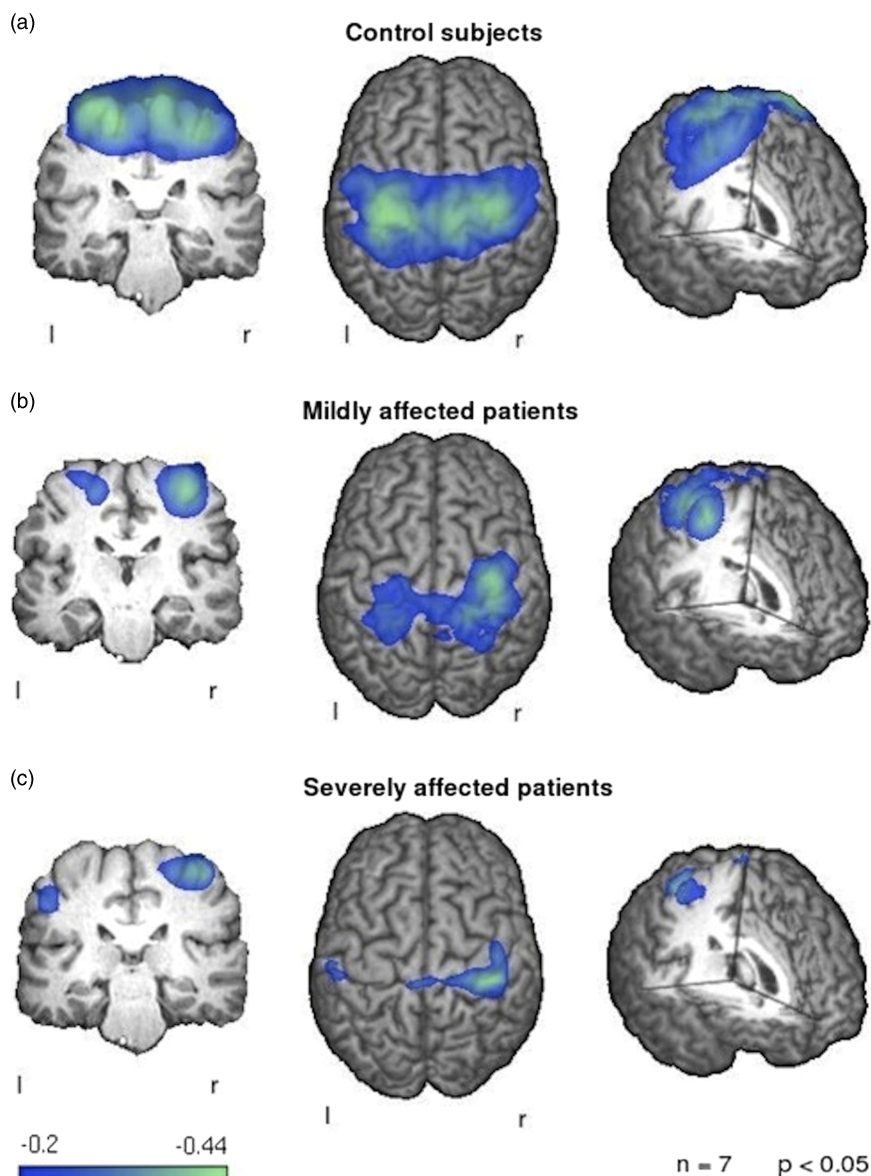 (a)
Control subjects
l r l r
(b)
Mildly affected patients
l r l r
(c)
Severely affected patients
l r l r
-0.2 -0.44
n = 7 p < 0.05